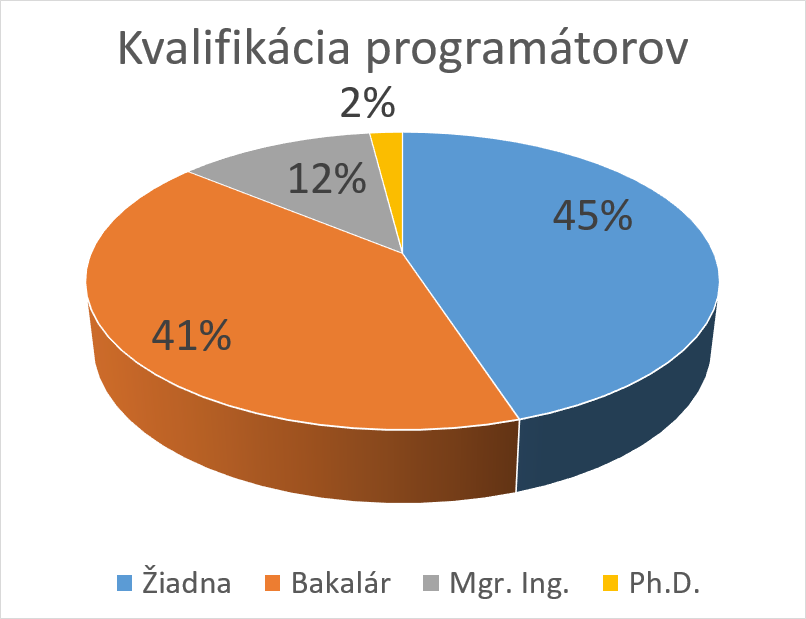 Kvalifikácia programátorov
2%
12%
45%
41%
Žiadna Bakalár Mgr. Ing. Ph.D.